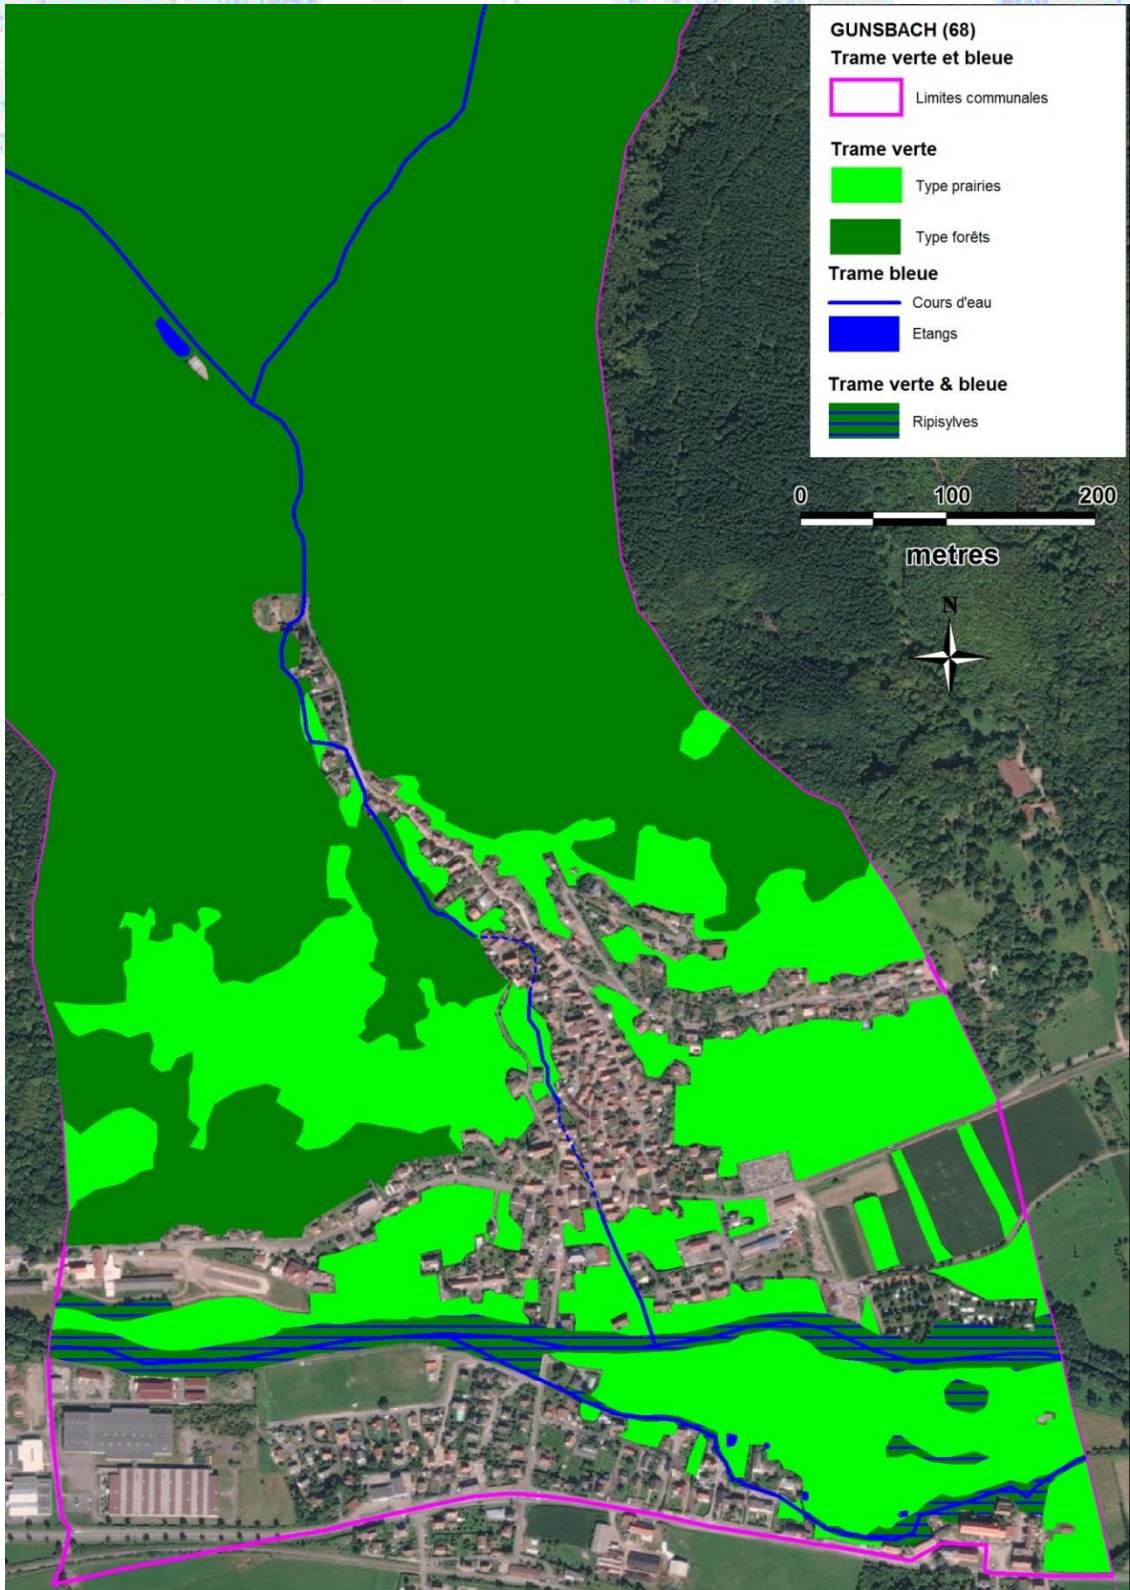 GUNSBACH (68)
Trame verte et bleue
Limites communales
Trame verte
Type prairies
Type forêts
Trame bleue
Cours d'eau
Etangs
Trame verte & bleue
Ripisylves
0 100 200
metres
N